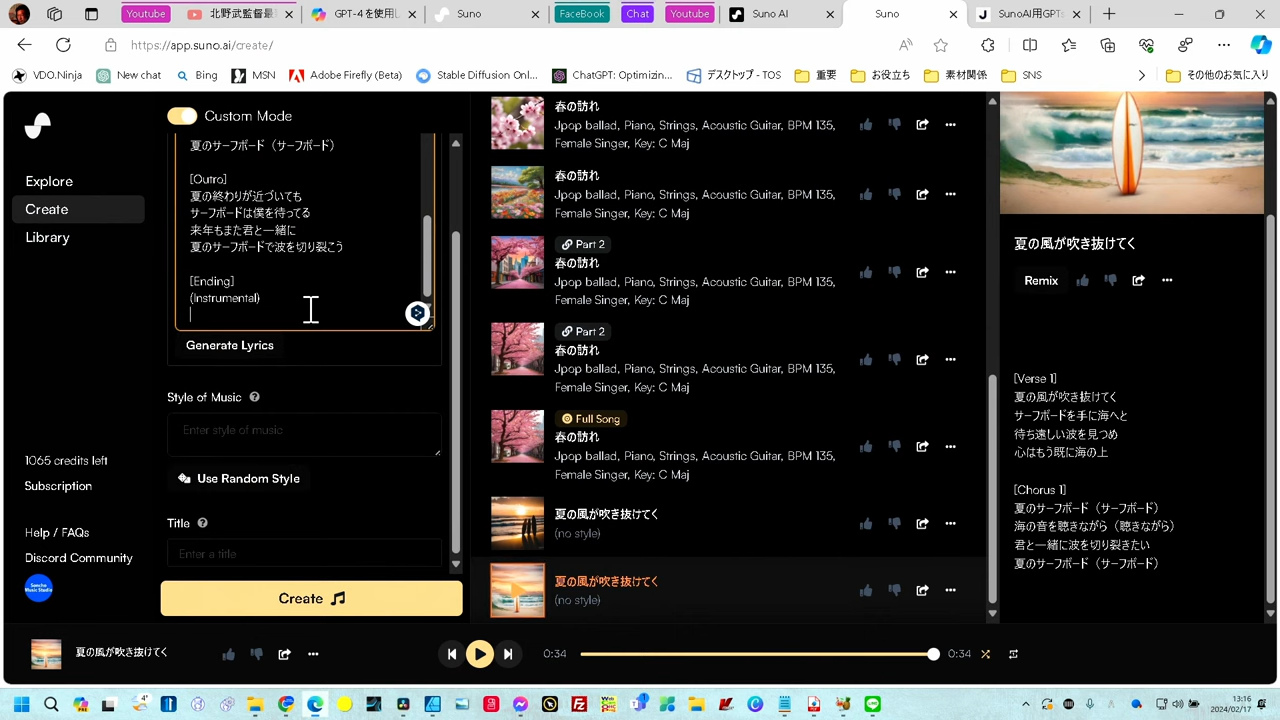 Youtube
北野武監督最
GPT-4を使用し
Suno
FaceBook
Chat
Youtube
Suno AI
Suno
SunoAI用GPTs
https://app.suno.ai/create/
VDO.Ninja
New chat
Bing
MSN
Adobe Firefly (Beta)
Stable Diffusion Onl...
ChatGPT: Optimizin...
デスクトップ - TOS
重要
お役立ち
素材関係
SNS
その他のお気に入り
Explore
Create
Library
1065 credits left
Subscription
Help / FAQs
Discord Community
Custom Mode
夏のサーフボード（サーフボード）
[Outro]
夏の終わりが近づいても
サーフボードは僕を待ってる
来年もまた君と一緒に
夏のサーフボードで波を切り裂こう
[Ending]
(Instrumental)
Generate Lyrics
Style of Music
Enter style of music
Use Random Style
Title
Enter a title
Create
春の訪れ
Jpop ballad, Piano, Strings, Acoustic Guitar, BPM 135,
Female Singer, Key: C Maj
春の訪れ
Jpop ballad, Piano, Strings, Acoustic Guitar, BPM 135,
Female Singer, Key: C Maj
Part 2
春の訪れ
Jpop ballad, Piano, Strings, Acoustic Guitar, BPM 135,
Female Singer, Key: C Maj
Part 2
春の訪れ
Jpop ballad, Piano, Strings, Acoustic Guitar, BPM 135,
Female Singer, Key: C Maj
Full Song
春の訪れ
Jpop ballad, Piano, Strings, Acoustic Guitar, BPM 135,
Female Singer, Key: C Maj
夏の風が吹き抜けてく
(no style)
夏の風が吹き抜けてく
(no style)
夏の風が吹き抜けてく
Remix
[Verse 1]
夏の風が吹き抜けてく
サーフボードを手に海へと
待ち遠しい波を見つめ
心はもう既に海の上
[Chorus 1]
夏のサーフボード（サーフボード）
海の音を聴きながら（聴きながら）
君と一緒に波を切り裂きたい
夏のサーフボード（サーフボード）
夏の風が吹き抜けてく
0:34
0:34
13:16
2024/02/17